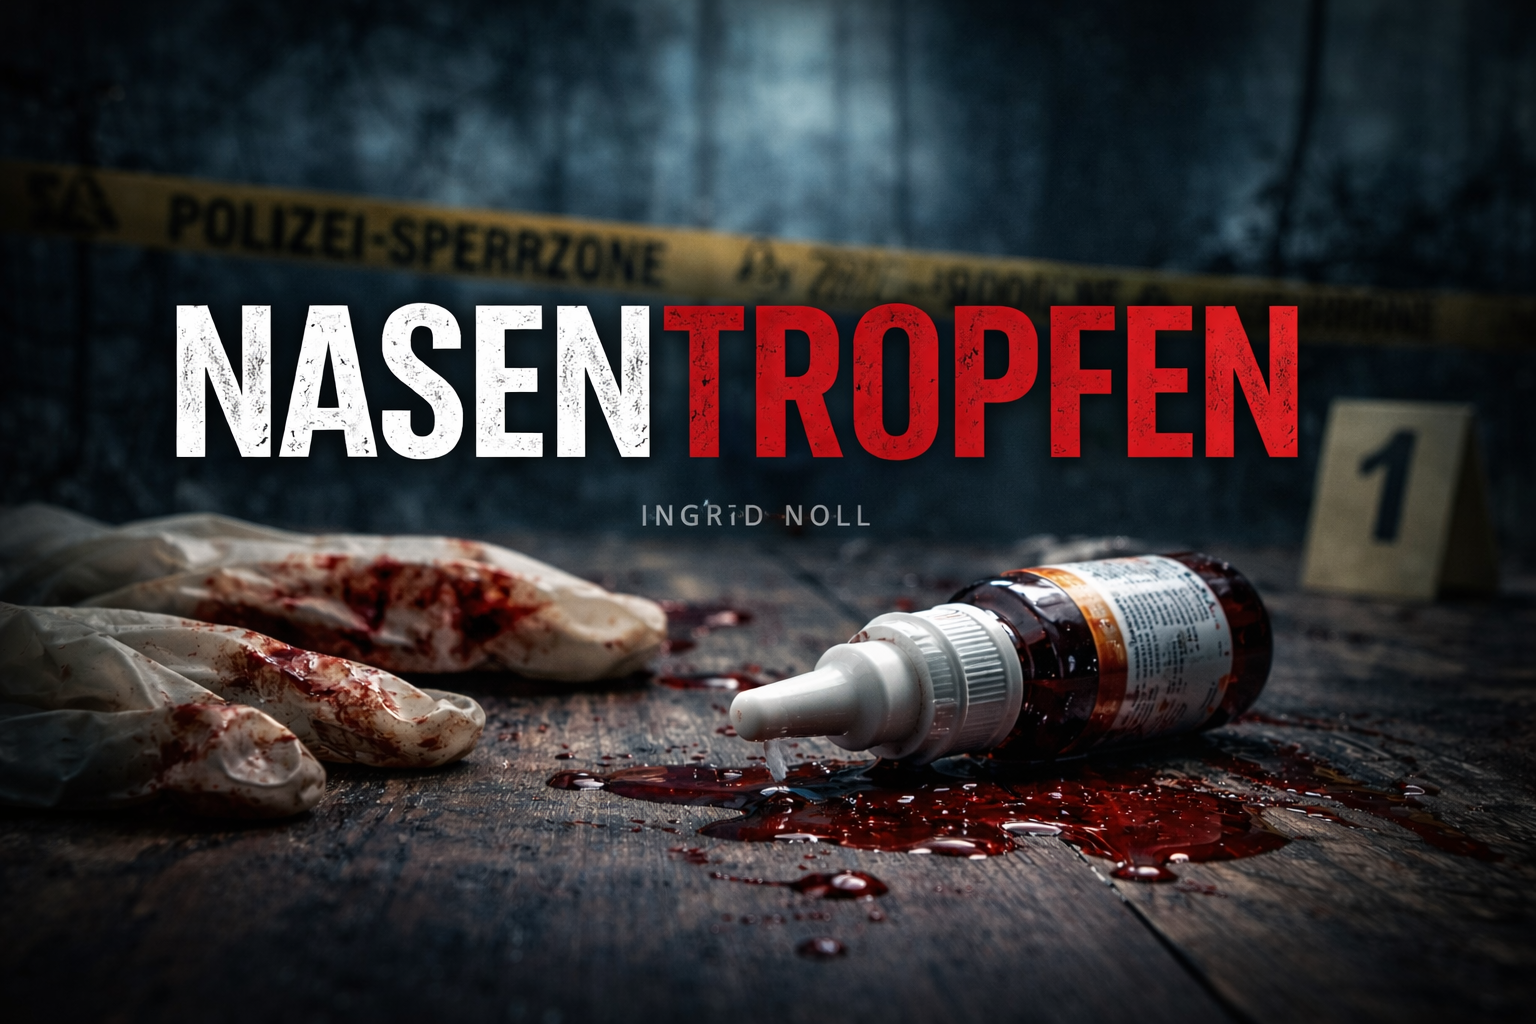 POLIZEI-SPERRZONE
NASENTROPFEN
INGRID NOLL
1